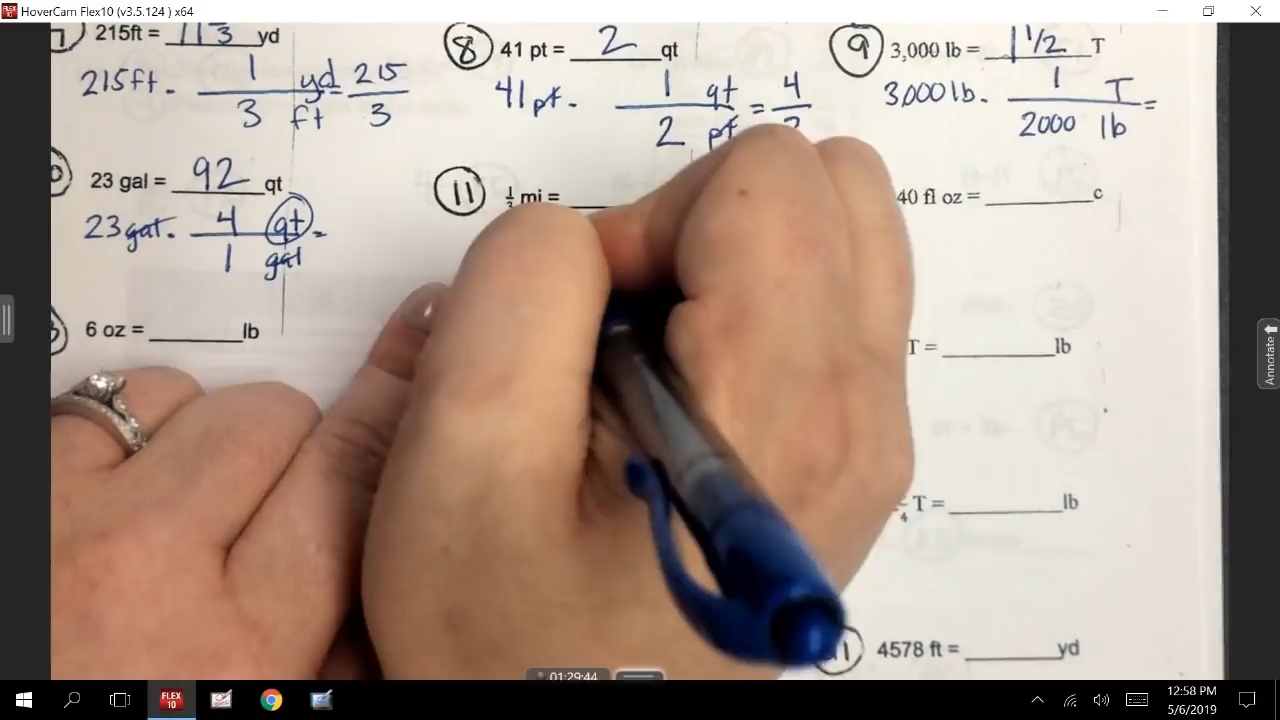 HoverCam Flex10 (v3.5.124 ) x64
215ft = yd
215ft · 1 yd / 3 ft = 215 / 3
8 41 pt = 2 qt
41 pt · 1 qt / 2 pt = 4
9 3,000 lb = 1 1/2 T
3000 lb · 1 T / 2000 lb =
23 gal = 92 qt
23 gal · 4 qt / 1 gal =
11 mi =
40 fl oz = c
6 oz = lb
T = lb
T = lb
4578 ft = yd
Annotate
01:29:44
FLEX 10
12:58 PM
5/6/2019